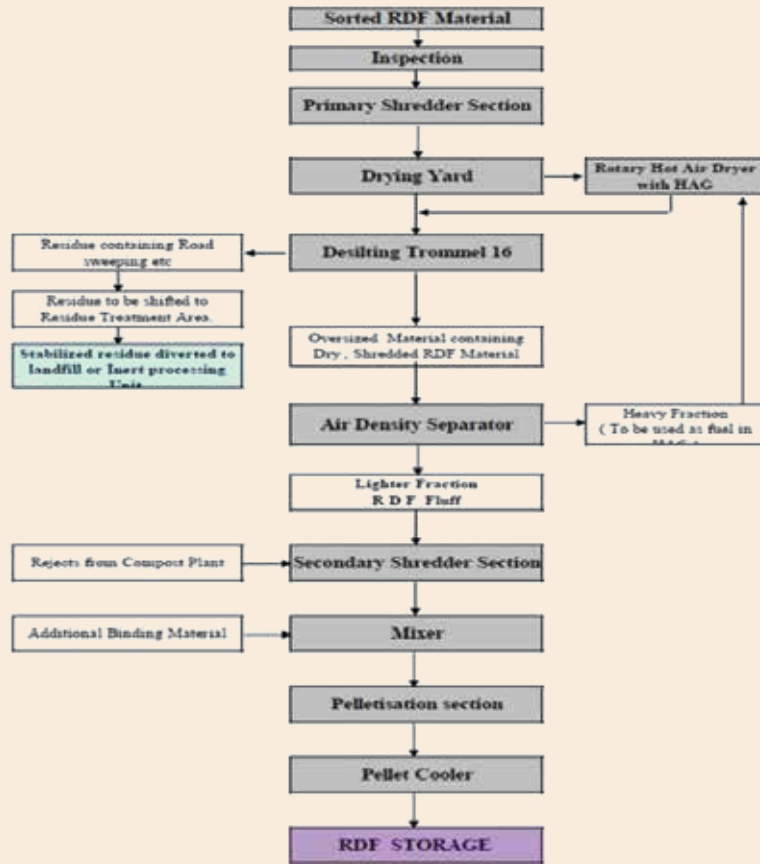 Sorted RDF Material
Inspection
Primary Shredder Section
Drying Yard
Rotary Hot Air Dryer
with HAG
Residue containing Road
sweeping etc
Desilting Trommel 16
Residue to be shifted to
Residue Treatment Area.
Oversized Material containing
Dry , Shredded RDF Material
Stabilized residue diverted to
landfill or Inert processing
Unit
Air Density Separator
Heavy Fraction
( To be used as fuel in
HAG )
Lighter Fraction
R D F Fluff
Rejects from Compost Plant
Secondary Shredder Section
Additional Binding Material
Mixer
Pelletisation section
Pellet Cooler
RDF STORAGE